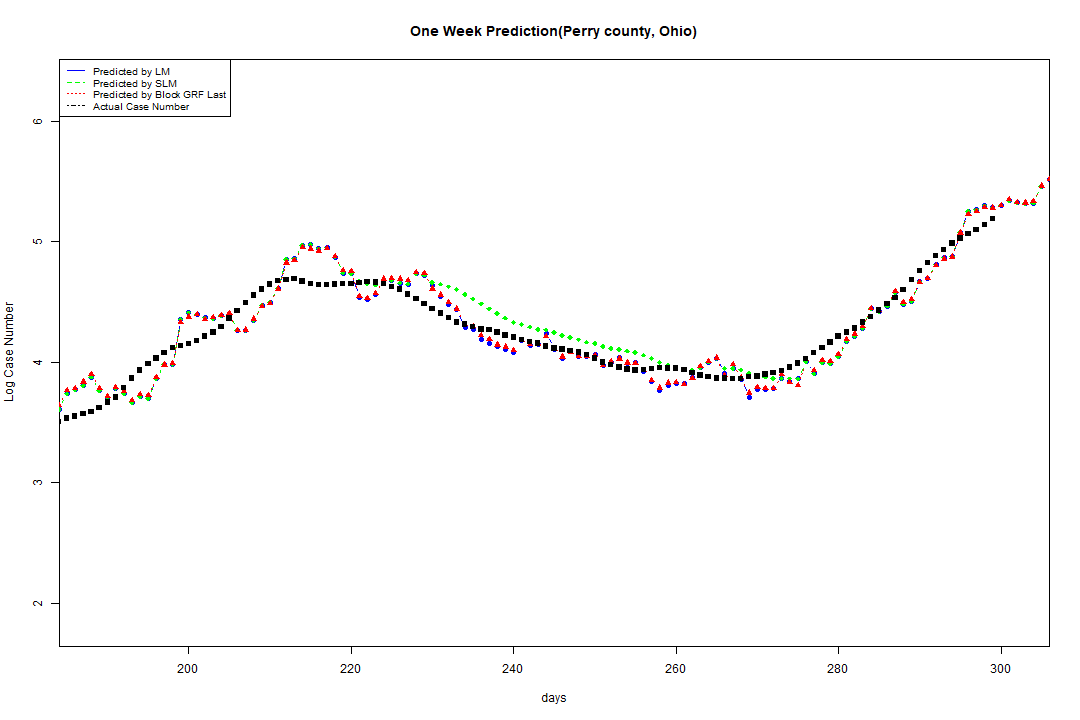 One Week Prediction(Perry county, Ohio)
Predicted by LM
Predicted by SLM
Predicted by Block GRF Last
Actual Case Number
6
5
4
3
2
Log Case Number
200 220 240 260 280 300
days